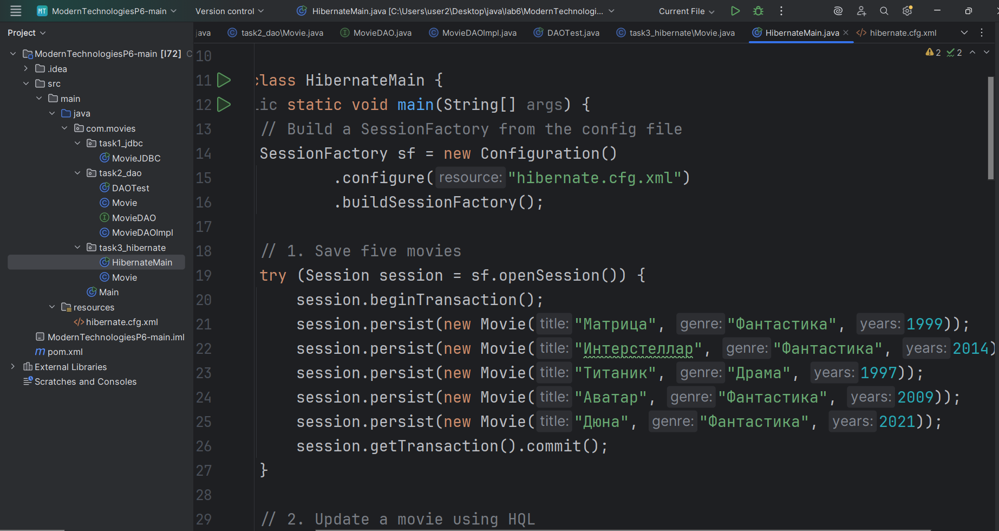 MT ModernTechnologiesP6-main Version control HibernateMain.java [C:\Users\user2\Desktop\java\lab6\ModernTechnologi... Current File
Project
java task2_dao\Movie.java MovieDAO.java MovieDAOImpl.java DAOTest.java task3_hibernate\Movie.java HibernateMain.java hibernate.cfg.xml
ModernTechnologiesP6-main [I72] C
.idea
src
main
java
com.movies
task1_jdbc
MovieJDBC
task2_dao
DAOTest
Movie
MovieDAO
MovieDAOImpl
task3_hibernate
HibernateMain
Movie
Main
resources
hibernate.cfg.xml
ModernTechnologiesP6-main.iml
pom.xml
External Libraries
Scratches and Consoles
2 2
10
11 class HibernateMain {
12 ic static void main(String[] args) {
13 // Build a SessionFactory from the config file
14 SessionFactory sf = new Configuration()
15 .configure( resource: "hibernate.cfg.xml")
16 .buildSessionFactory();
17
18 // 1. Save five movies
19 try (Session session = sf.openSession()) {
20 session.beginTransaction();
21 session.persist(new Movie( title: "Матрица", genre: "Фантастика", years: 1999));
22 session.persist(new Movie( title: "Интерстеллар", genre: "Фантастика", years: 2014)
23 session.persist(new Movie( title: "Титаник", genre: "Драма", years: 1997));
24 session.persist(new Movie( title: "Аватар", genre: "Фантастика", years: 2009));
25 session.persist(new Movie( title: "Дюна", genre: "Фантастика", years: 2021));
26 session.getTransaction().commit();
27 }
28
29 // 2. Update a movie using HQL